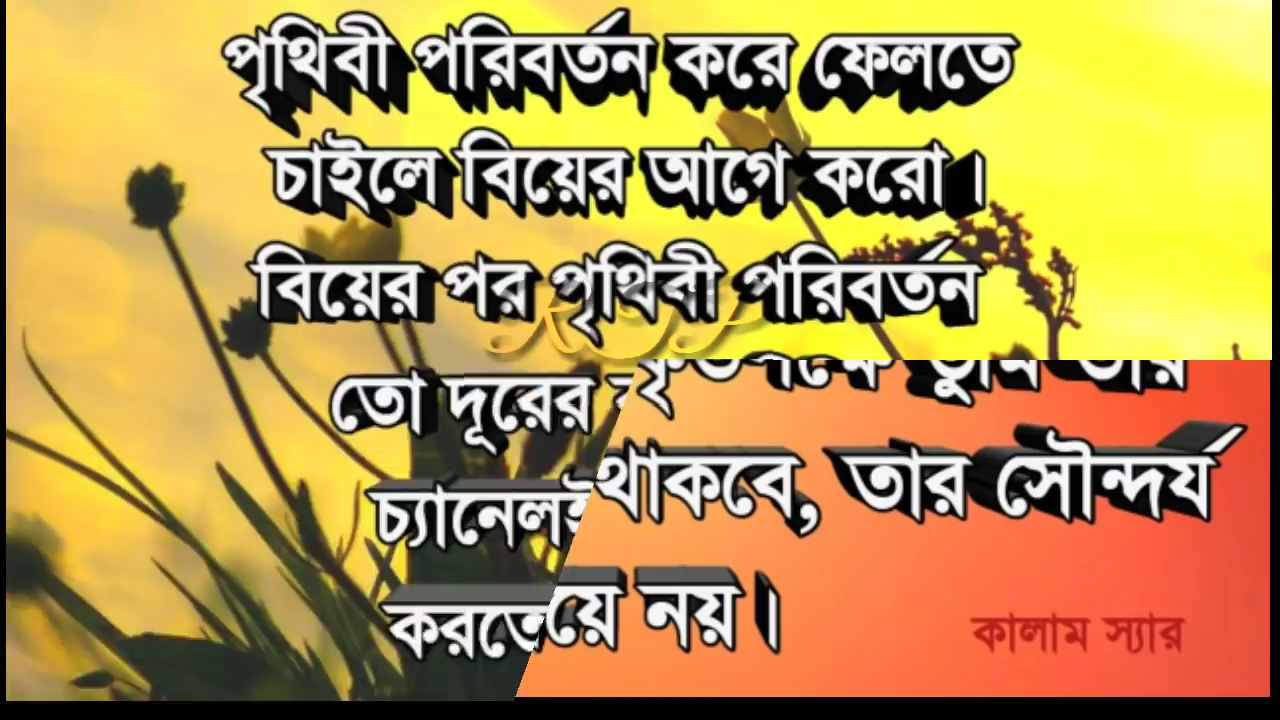 পৃথিবী পরিবর্তন করে ফেলতে
চাইলে বিয়ের আগে করো।
বিয়ের পর পৃথিবী পরিবর্তন
তো দূরের
থাকবে, তার সৌন্দর্য
নয়।
কালাম স্যার